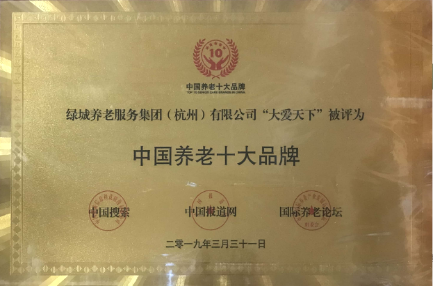 10
中国养老十大品牌
绿城养老服务集团(杭州)有限公司“大爱天下”被评为
中国养老十大品牌
中国搜索 中国报道网 国际养老论坛
二零一九年三月三十一日